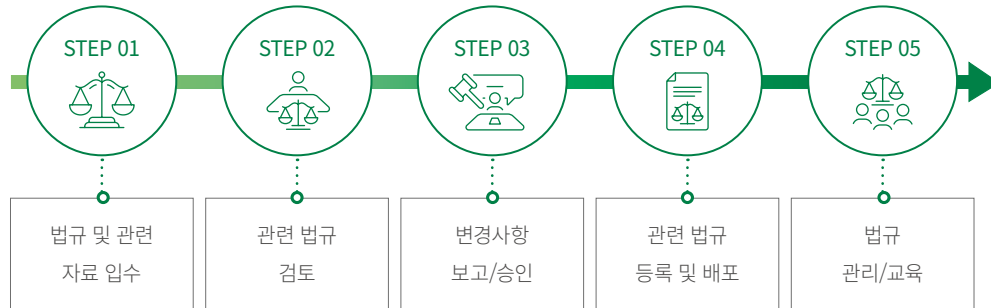 STEP 01
STEP 02
STEP 03
STEP 04
STEP 05
법규 및 관련
자료 입수
관련 법규
검토
변경사항
보고/승인
관련 법규
등록 및 배포
법규
관리/교육